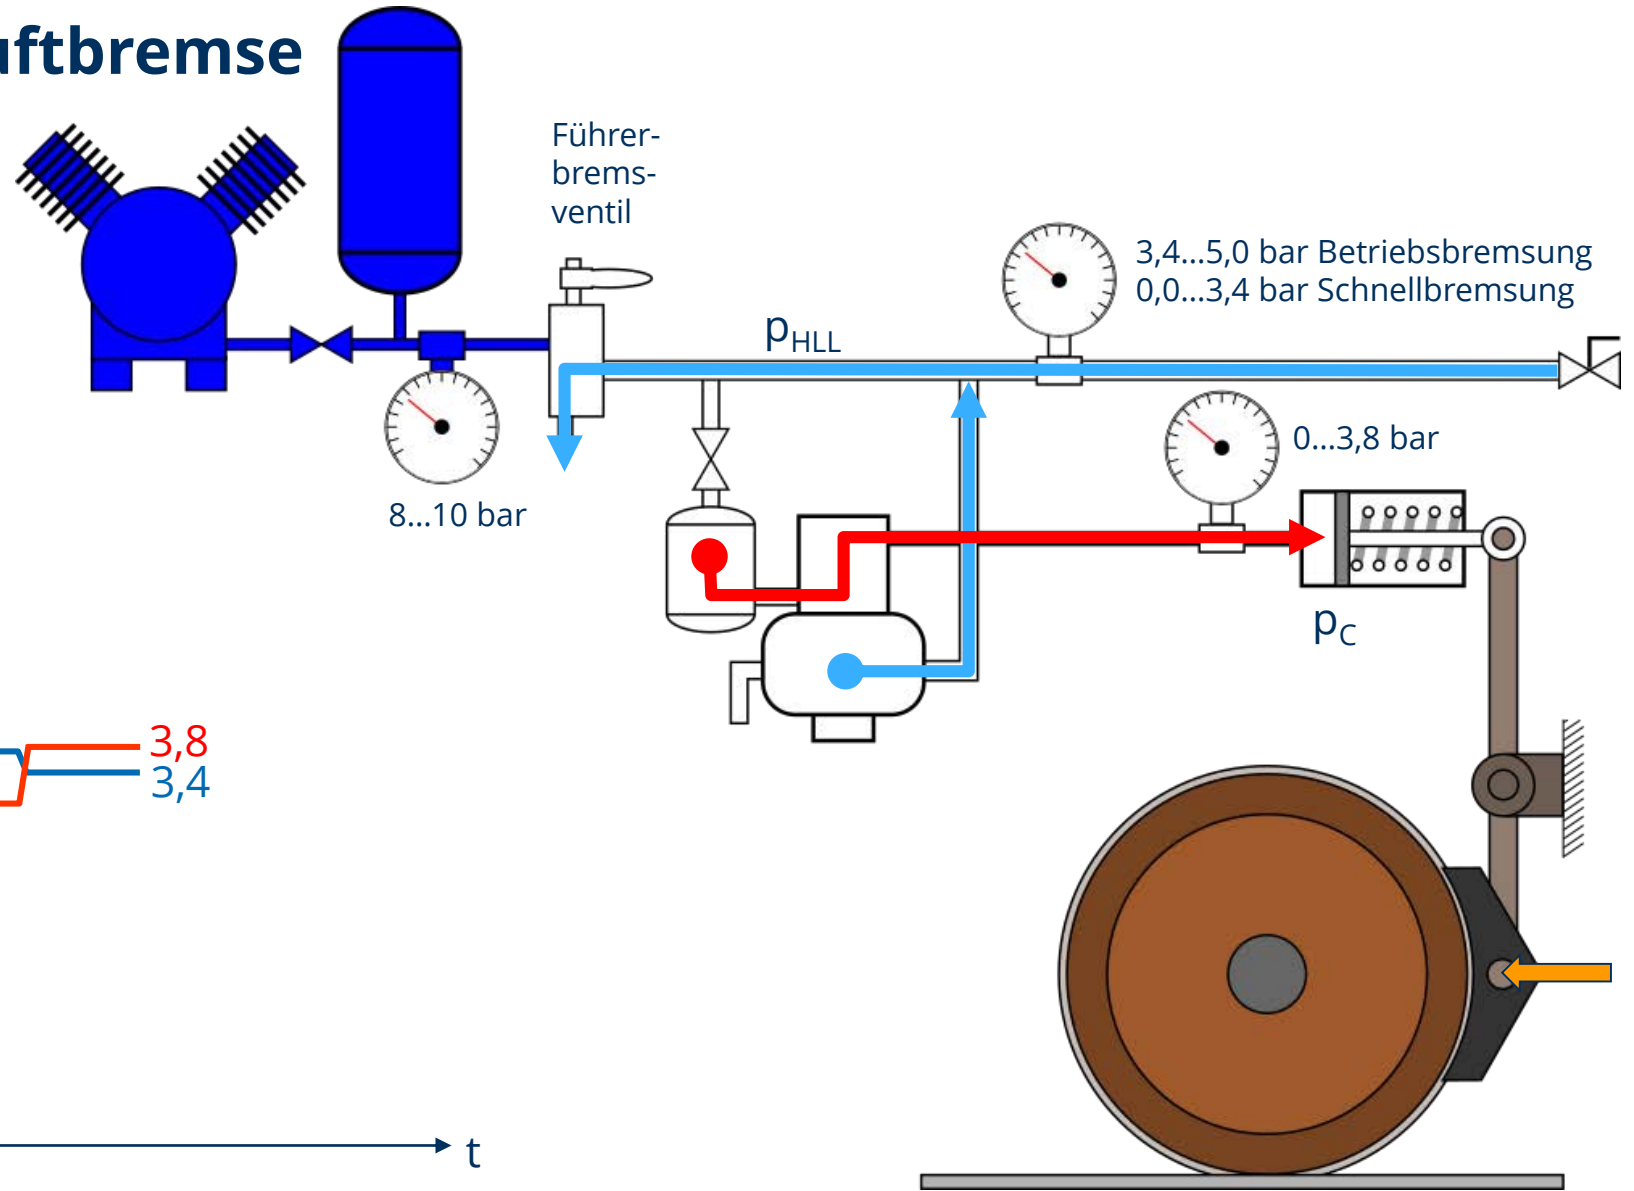 uftbremse
Führer-
brems-
ventil
3,4…5,0 bar Betriebsbremsung
0,0…3,4 bar Schnellbremsung
pHLL
0…3,8 bar
8…10 bar
pC
3,8
3,4
t